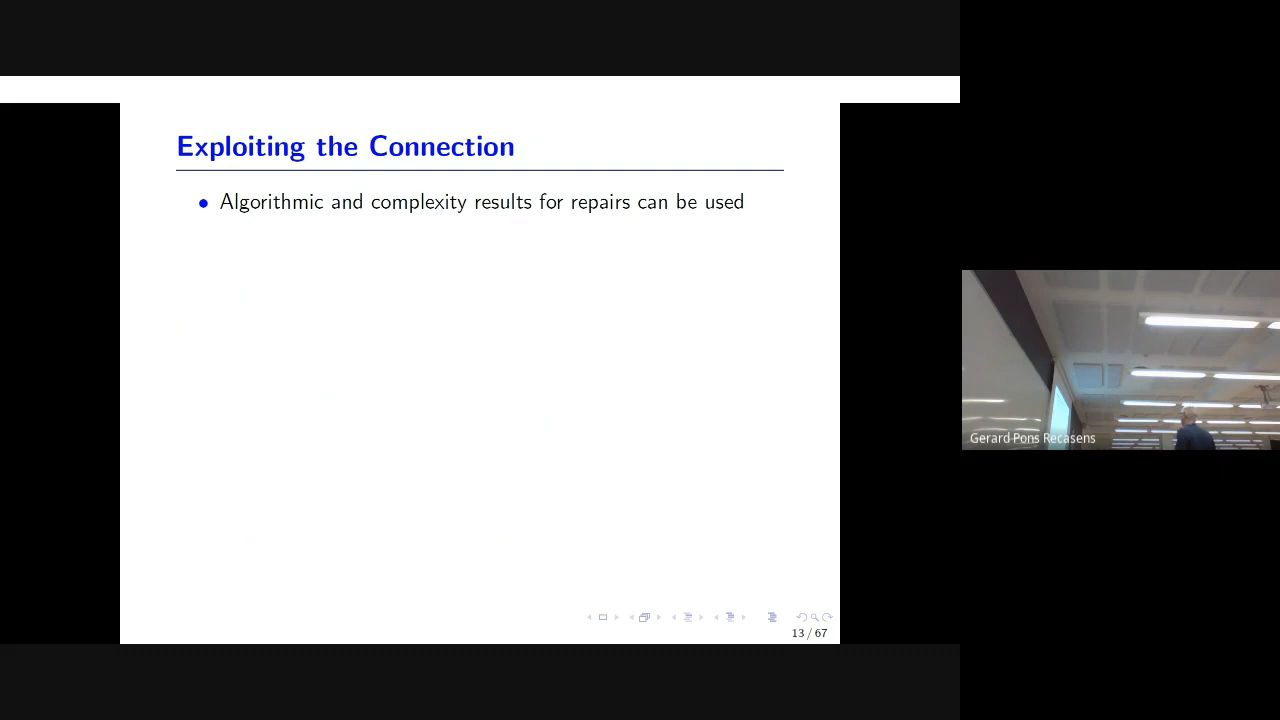 Exploiting the Connection
• Algorithmic and complexity results for repairs can be used
13 / 67
Gerard Pons Recasens